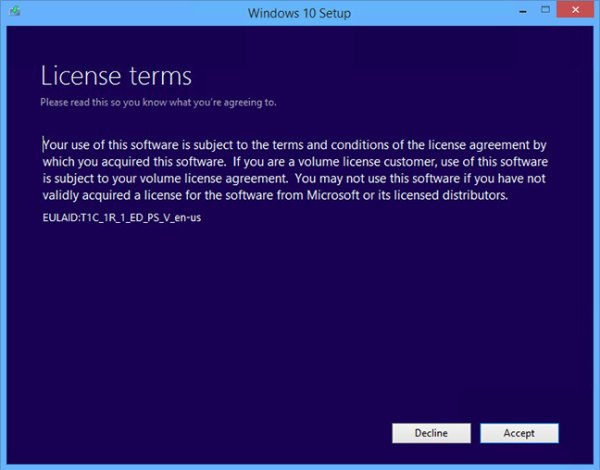 Windows 10 Setup
License terms
Please read this so you know what you're agreeing to.
Your use of this software is subject to the terms and conditions of the license agreement by
which you acquired this software.  If you are a volume license customer, use of this software
is subject to your volume license agreement.  You may not use this software if you have not
validly acquired a license for the software from Microsoft or its licensed distributors.
EULAID:T1C_1R_1_ED_PS_V_en-us
Decline
Accept